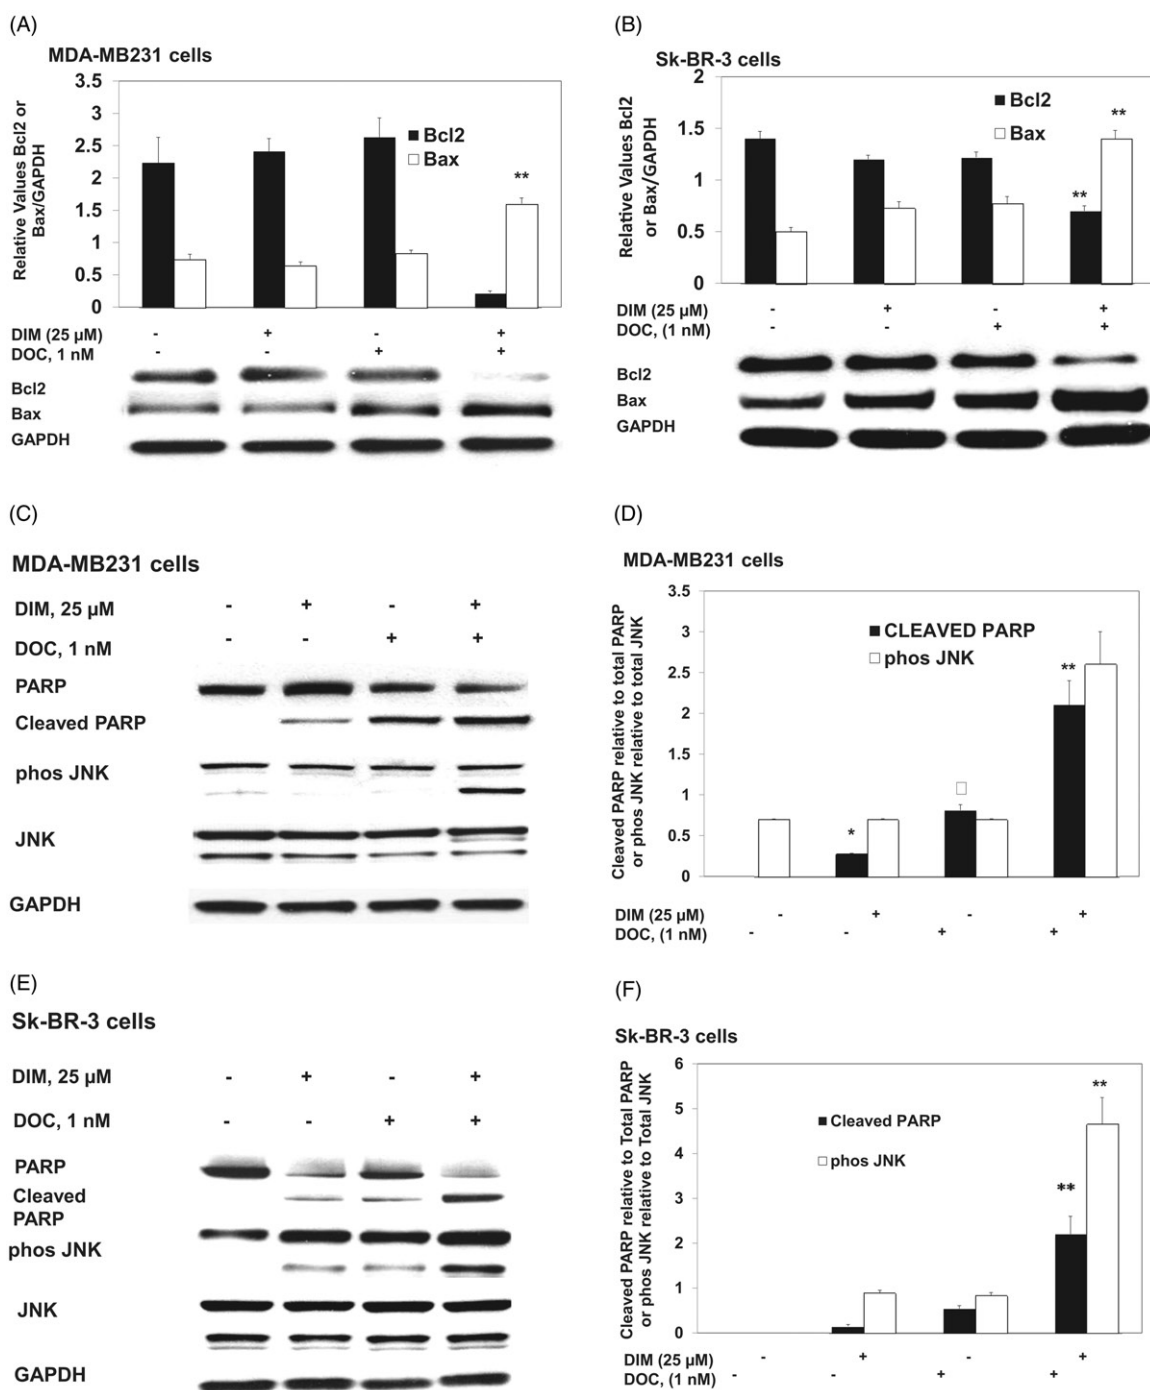 (A)
MDA-MB231 cells
Relative Values Bcl2 or
Bax/GAPDH
3.5
3
2.5
2
1.5
1
0.5
0
Bcl2
Bax
**
DIM (25 µM) - + - +
DOC, 1 nM - - + +
Bcl2
Bax
GAPDH
(B)
Sk-BR-3 cells
Relative Values Bcl2
or Bax/GAPDH
2
1.5
1
0.5
0
Bcl2
Bax
**
**
DIM (25 µM) - + - +
DOC, (1 nM) - - + +
Bcl2
Bax
GAPDH
(C)
MDA-MB231 cells
DIM, 25 µM - + - +
DOC, 1 nM - - + +
PARP
Cleaved PARP
phos JNK
JNK
GAPDH
(D)
MDA-MB231 cells
Cleaved PARP relative to total PARP
or phos JNK relative to total JNK
3.5
3
2.5
2
1.5
1
0.5
0
CLEAVED PARP
phos JNK
*
**
DIM (25 µM) - + - +
DOC, (1 nM) - - + +
(E)
Sk-BR-3 cells
DIM, 25 µM - + - +
DOC, 1 nM - - + +
PARP
Cleaved
PARP
phos JNK
JNK
GAPDH
(F)
Sk-BR-3 cells
Cleaved PARP relative to Total PARP
or phos JNK relative to Total JNK
6
5
4
3
2
1
0
Cleaved PARP
phos JNK
**
**
DIM (25 µM) - + - +
DOC, (1 nM) - - + +